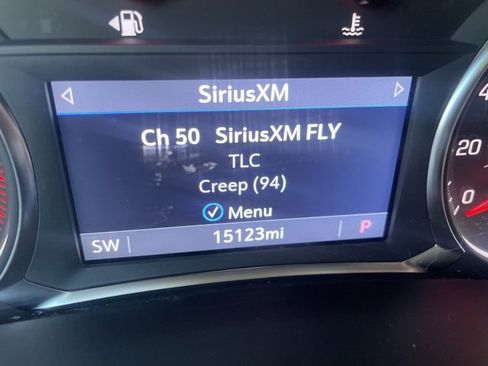 SiriusXM
Ch 50 SiriusXM FLY
TLC
Creep (94)
Menu
SW 15123mi P
20
0